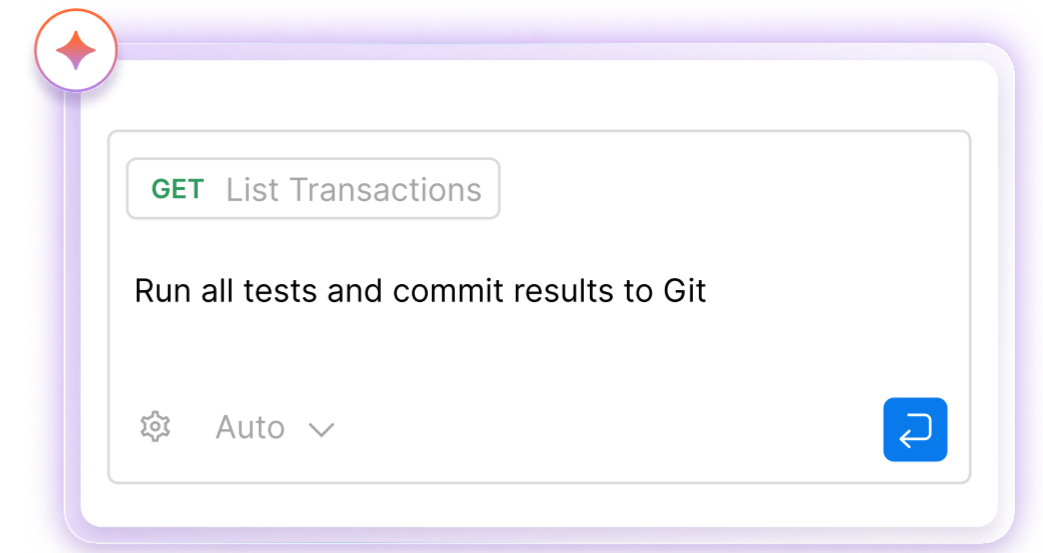 GET List Transactions
Run all tests and commit results to Git
Auto